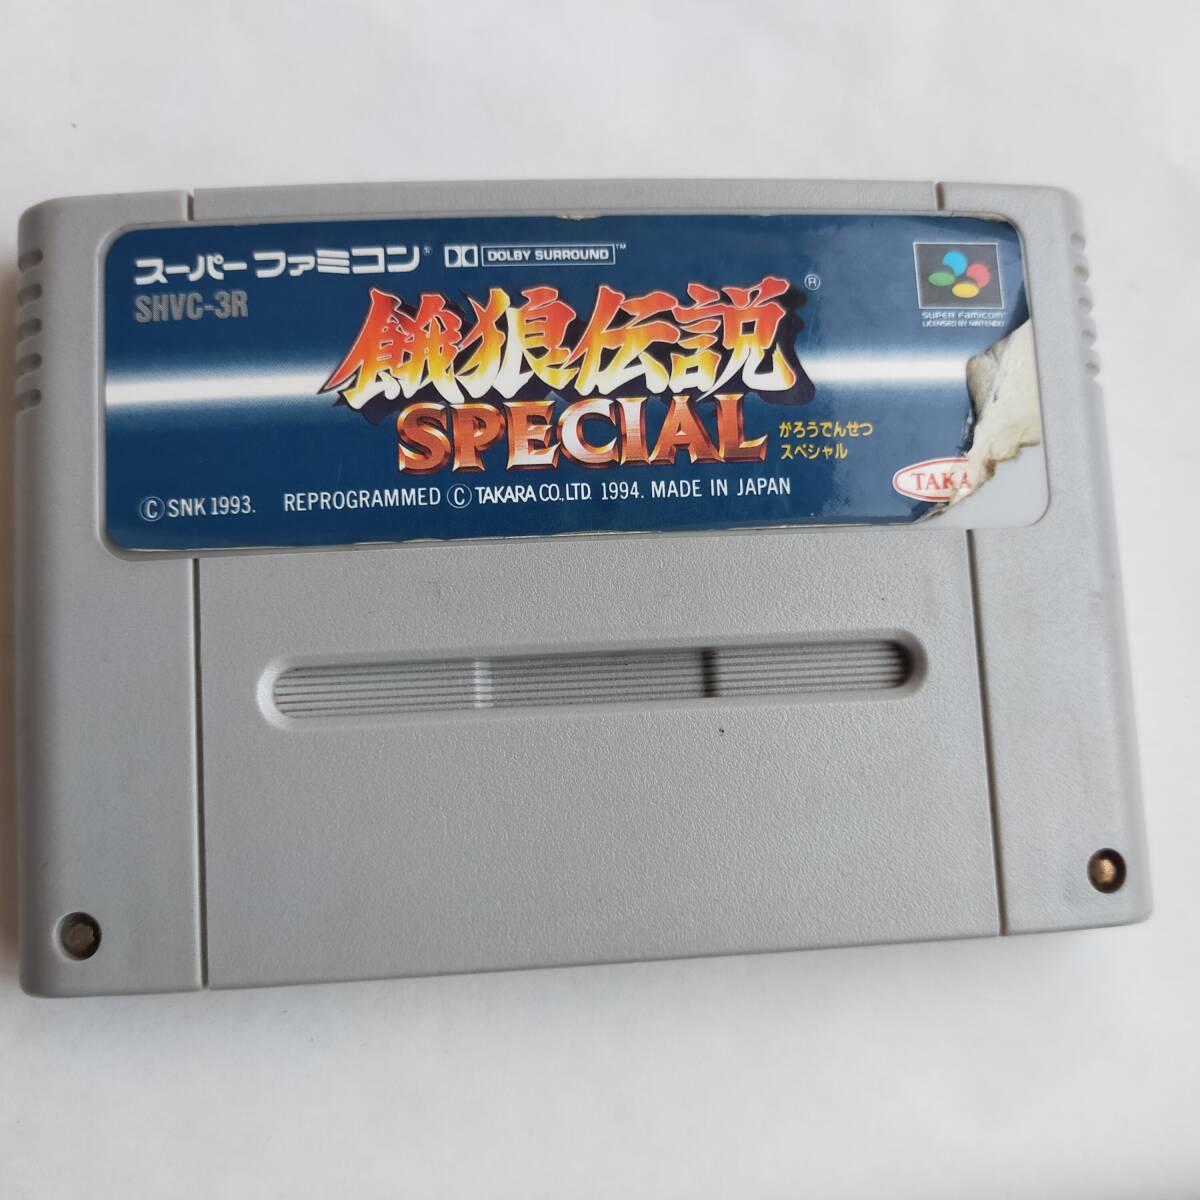 スーパーファミコン® DOLBY SURROUND™
SHVC-3R
餓狼伝説®
SPECIAL
がろうでんせつ
スペシャル
SUPER FAMICOM
LICENSED BY NINTENDO
© SNK 1993. REPROGRAMMED © TAKARA CO., LTD. 1994. MADE IN JAPAN
TAKA